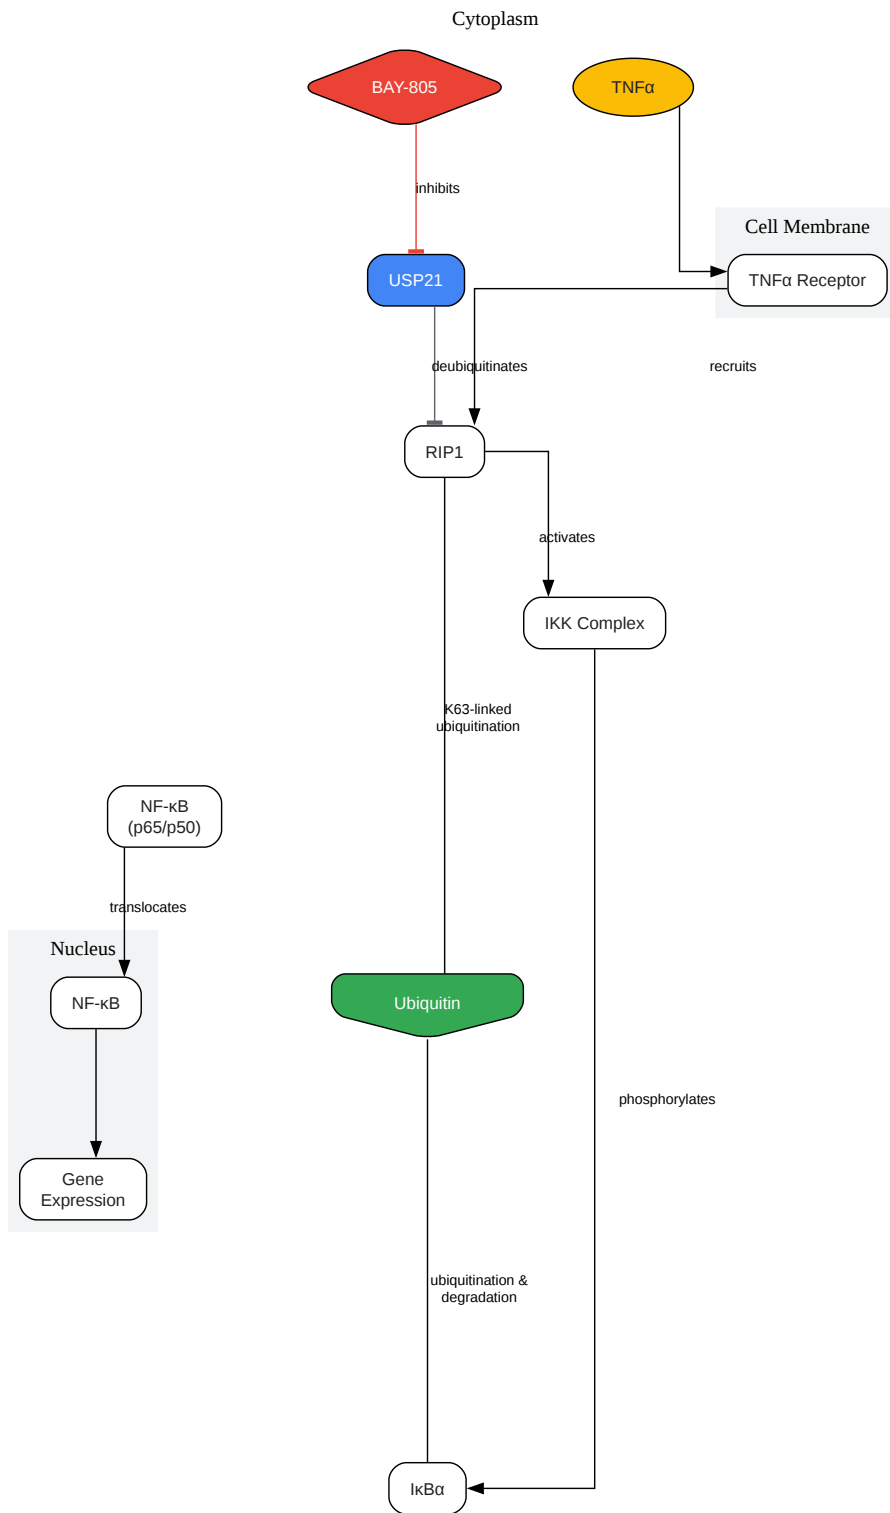 Cytoplasm
BAY-805
TNFα
inhibits
Cell Membrane
USP21
TNFα Receptor
deubiquitinates
recruits
RIP1
activates
IKK Complex
K63-linked
ubiquitination
NF-κB
(p65/p50)
translocates
Nucleus
NF-κB
Ubiquitin
phosphorylates
Gene
Expression
ubiquitination &
degradation
IκBα